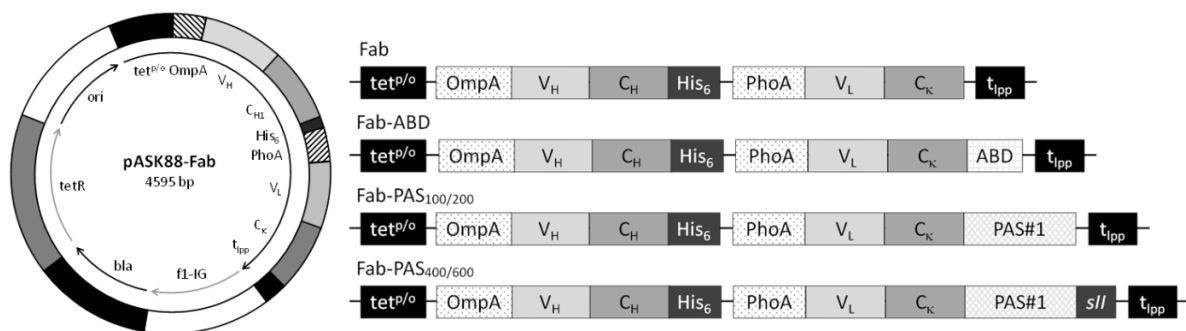 tet^p/o OmpA
V_H
C_H1
His_6
PhoA
V_L
C_κ
t_lpp
f1-IG
bla
tetR
ori
pASK88-Fab
4595 bp
Fab
tet^p/o OmpA V_H C_H His_6 PhoA V_L C_κ t_lpp
Fab-ABD
tet^p/o OmpA V_H C_H His_6 PhoA V_L C_κ ABD t_lpp
Fab-PAS_100/200
tet^p/o OmpA V_H C_H His_6 PhoA V_L C_κ PAS#1 t_lpp
Fab-PAS_400/600
tet^p/o OmpA V_H C_H His_6 PhoA V_L C_κ PAS#1 sII t_lpp